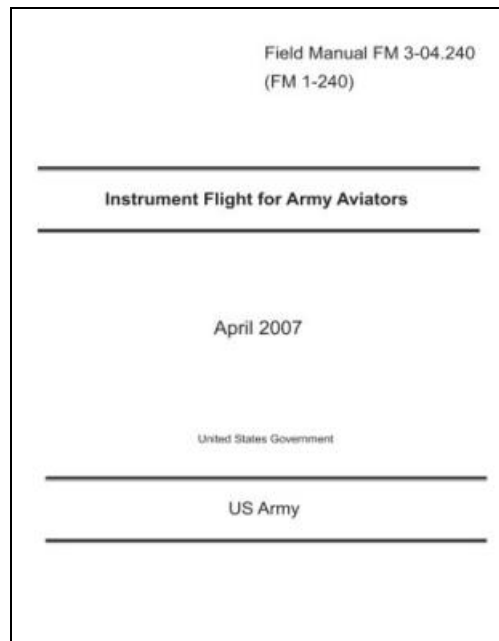 Field Manual FM 3-04.240
(FM 1-240)
Instrument Flight for Army Aviators
April 2007
United States Government
US Army